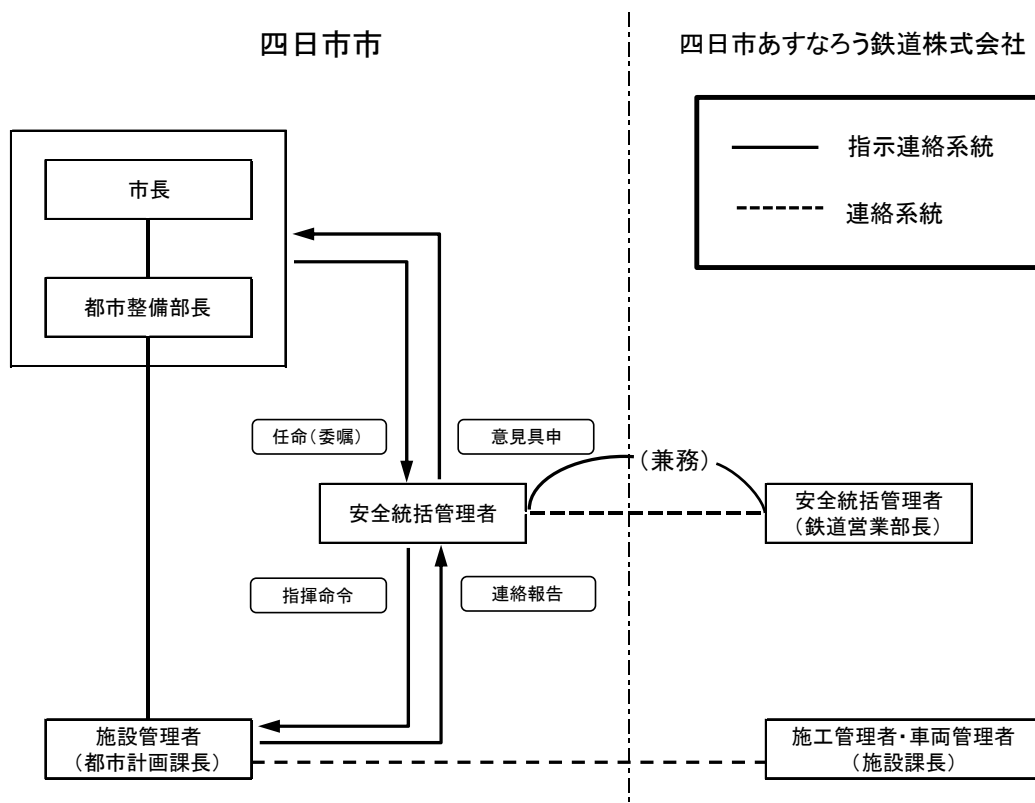 四日市市
四日市あすなろう鉄道株式会社
指示連絡系統
連絡系統
市長
都市整備部長
任命(委嘱)
意見具申
(兼務)
安全統括管理者
安全統括管理者
(鉄道営業部長)
指揮命令
連絡報告
施設管理者
(都市計画課長)
施工管理者・車両管理者
(施設課長)